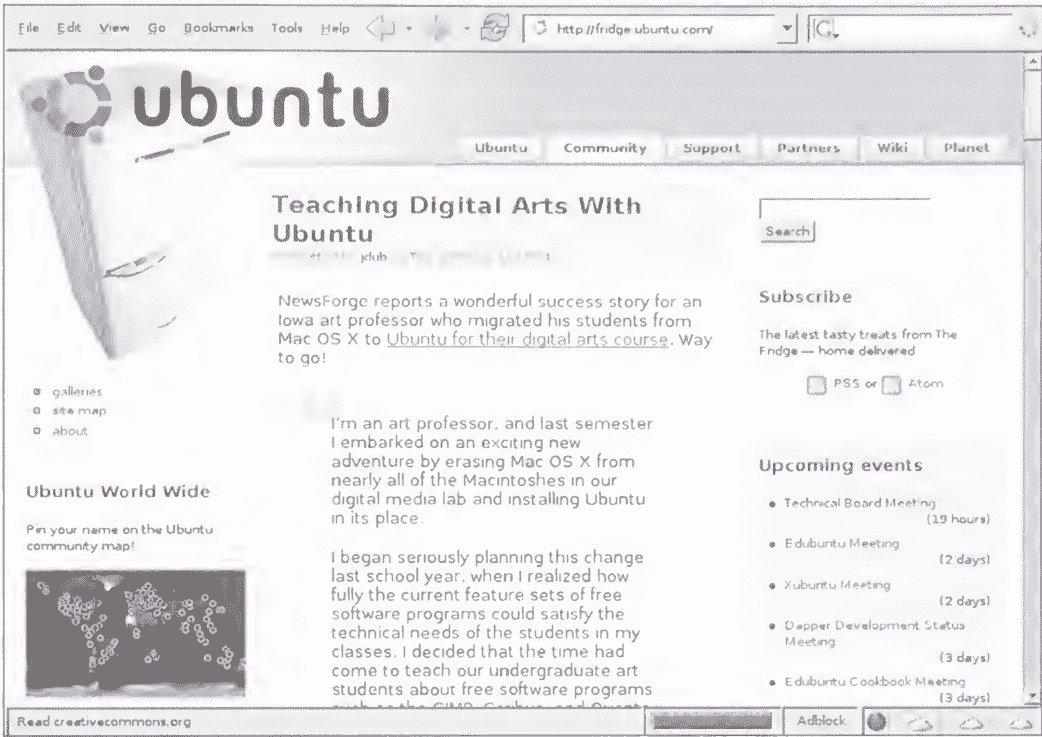 File Edit View Go Bookmarks Tools Help http://fridge.ubuntu.com/ G
ubuntu
Ubuntu Community Support Partners Wiki Planet
Teaching Digital Arts With
Ubuntu
jdub
NewsForge reports a wonderful success story for an
Iowa art professor who migrated his students from
Mac OS X to Ubuntu for their digital arts course. Way
to go!
I'm an art professor, and last semester
I embarked on an exciting new
adventure by erasing Mac OS X from
nearly all of the Macintoshes in our
digital media lab and installing Ubuntu
in its place.
I began seriously planning this change
last school year, when I realized how
fully the current feature sets of free
software programs could satisfy the
technical needs of the students in my
classes. I decided that the time had
come to teach our undergraduate art
students about free software programs
such as the GIMP,
galleries
site map
about
Ubuntu World Wide
Pin your name on the Ubuntu
community map!
Search
Subscribe
The latest tasty treats from The
Fridge — home delivered
PSS or Atom
Upcoming events
Technical Board Meeting
(19 hours)
Edubuntu Meeting
(2 days)
Xubuntu Meeting
(2 days)
Dapper Development Status
Meeting
(3 days)
Edubuntu Cookbook Meeting
(3 days)
Read creativecommons.org Adblock